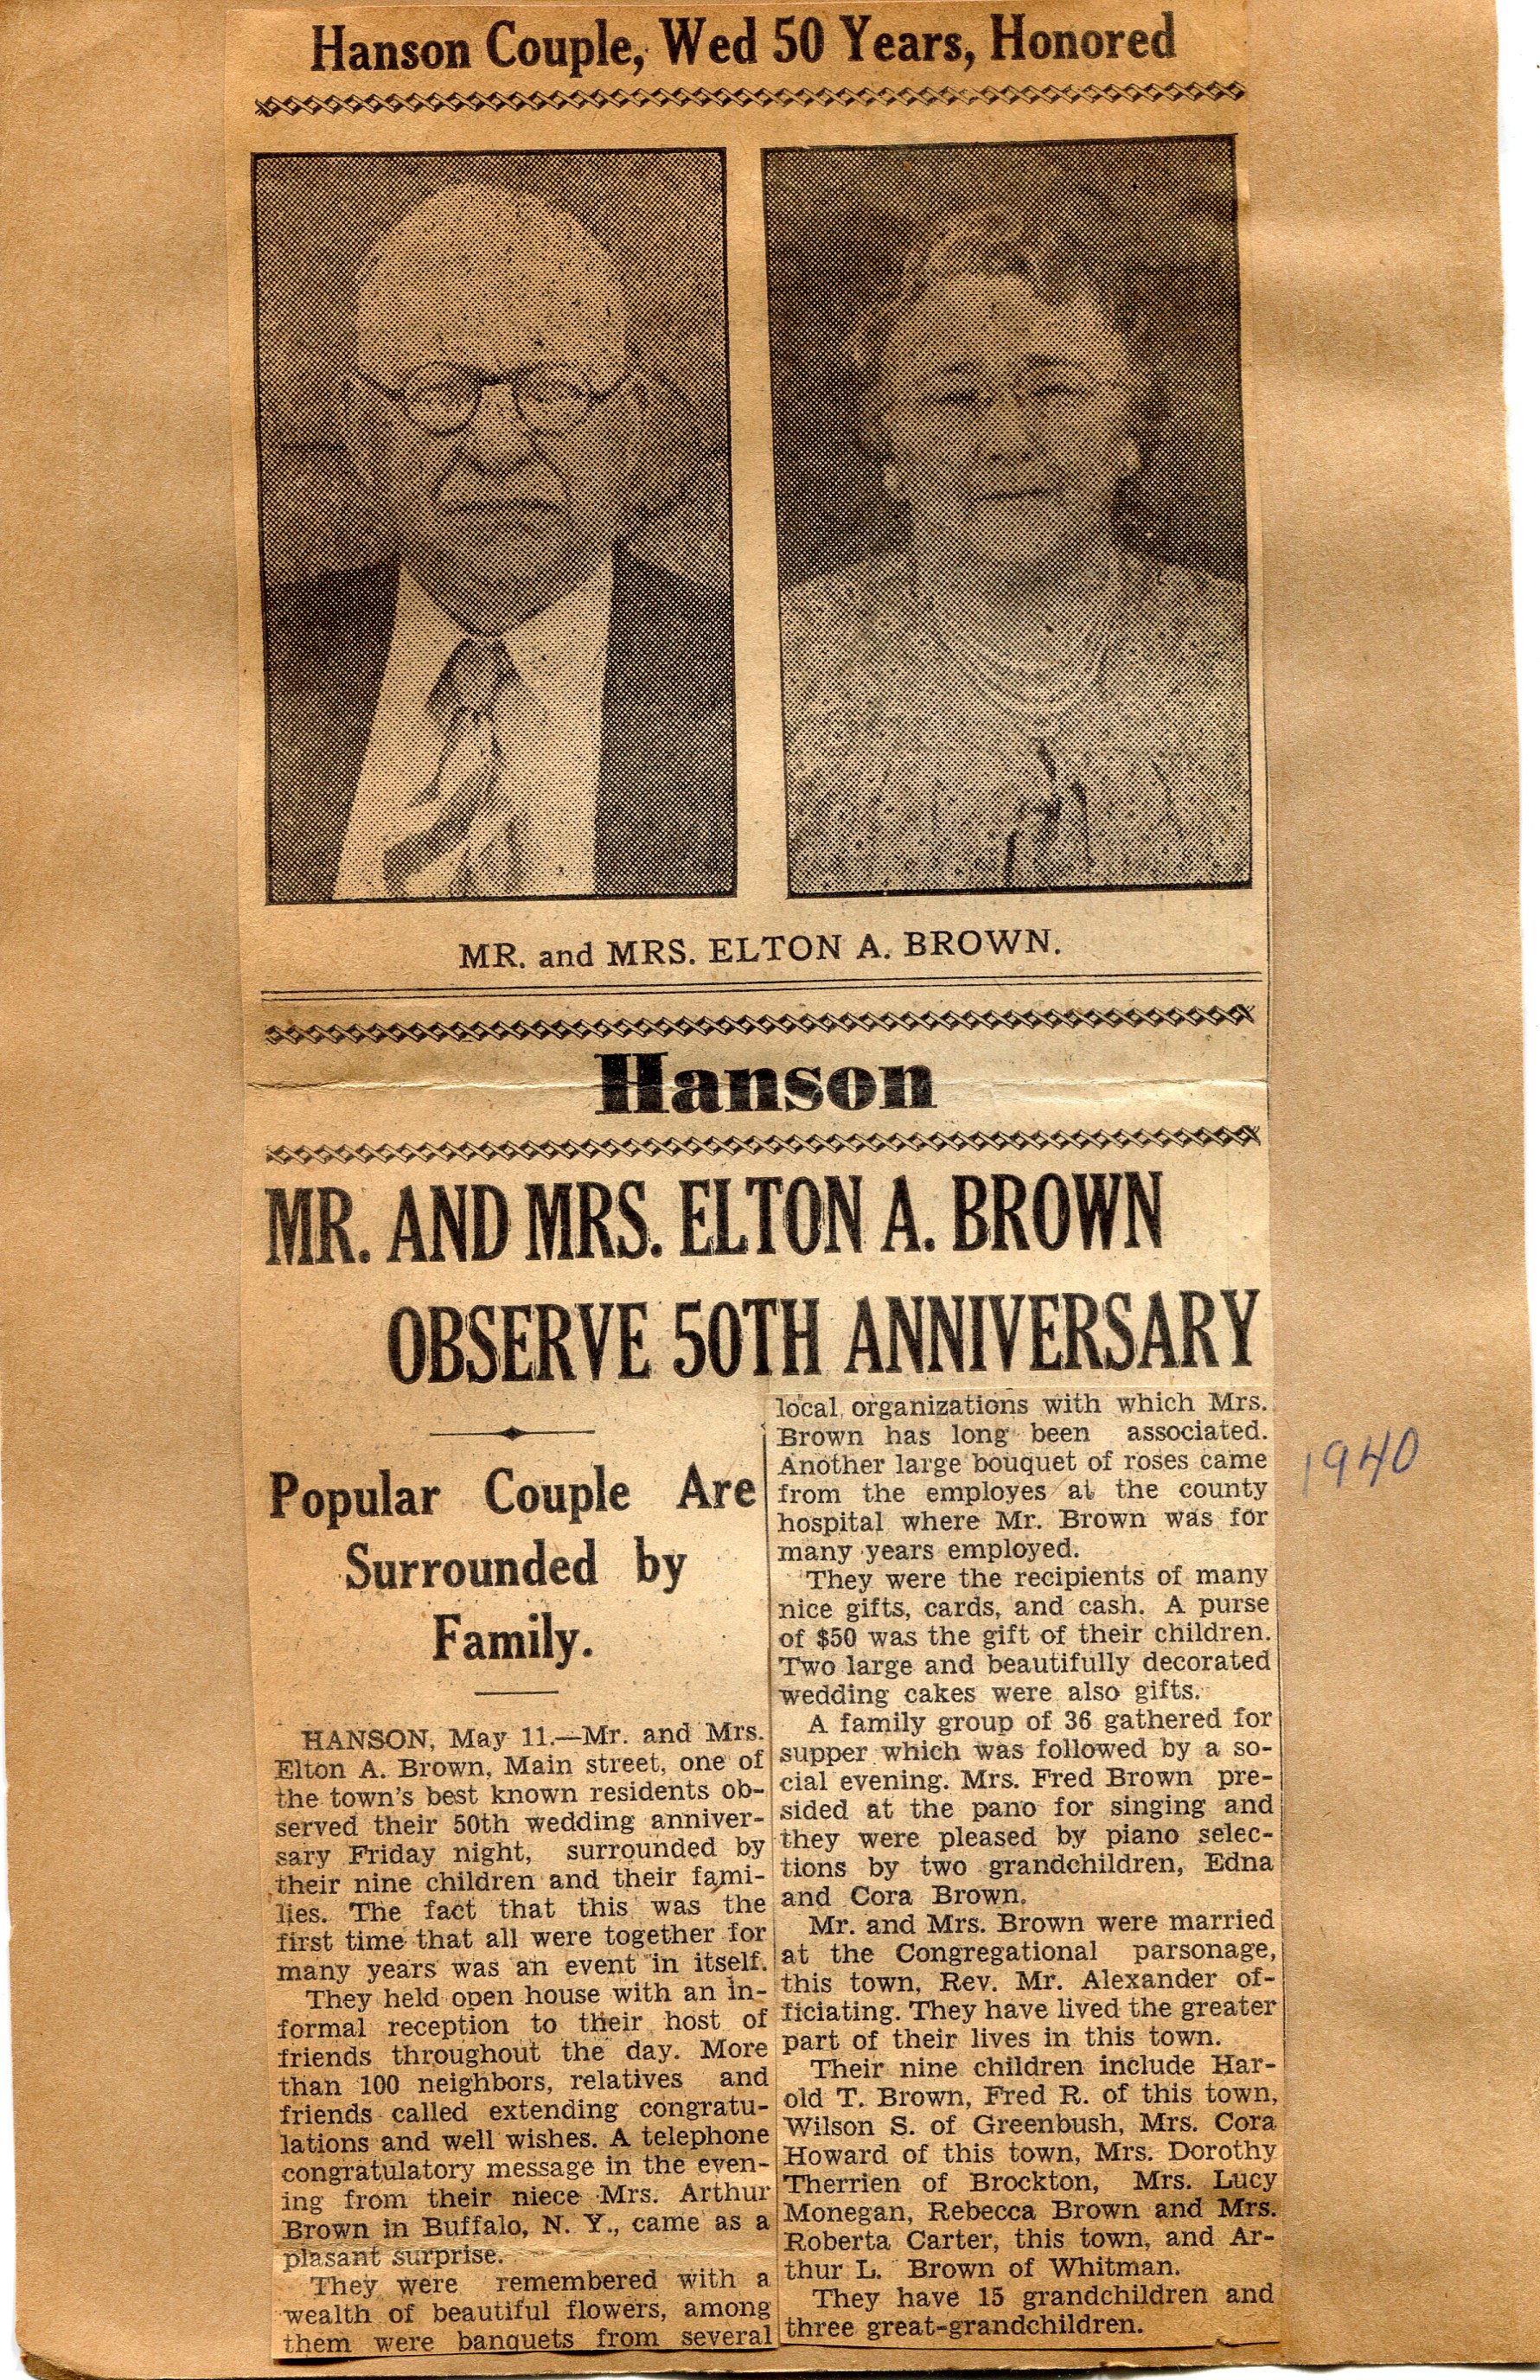 Hanson Couple, Wed 50 Years, Honored
MR. and MRS. ELTON A. BROWN.
Hanson
MR. AND MRS. ELTON A. BROWN
OBSERVE 50TH ANNIVERSARY
Popular Couple Are
Surrounded by
Family.
HANSON, May 11.—Mr. and Mrs.
Elton A. Brown, Main street, one of
the town's best known residents ob-
served their 50th wedding anniver-
sary Friday night, surrounded by
their nine children and their fami-
lies. The fact that this was the
first time that all were together for
many years was an event in itself.
They held open house with an in-
formal reception to their host of
friends throughout the day. More
than 100 neighbors, relatives and
friends called extending congratu-
lations and well wishes. A telephone
congratulatory message in the even-
ing from their niece Mrs. Arthur
Brown in Buffalo, N. Y., came as a
plasant surprise.
They were remembered with a
wealth of beautiful flowers, among
them were banquets from several
local organizations with which Mrs.
Brown has long been associated.
Another large bouquet of roses came
from the employes at the county
hospital where Mr. Brown was for
many years employed.
They were the recipients of many
nice gifts, cards, and cash. A purse
of $50 was the gift of their children.
Two large and beautifully decorated
wedding cakes were also gifts.
A family group of 36 gathered for
supper which was followed by a so-
cial evening. Mrs. Fred Brown pre-
sided at the pano for singing and
they were pleased by piano selec-
tions by two grandchildren, Edna
and Cora Brown.
Mr. and Mrs. Brown were married
at the Congregational parsonage,
this town, Rev. Mr. Alexander of-
ficiating. They have lived the greater
part of their lives in this town.
Their nine children include Har-
old T. Brown, Fred R. of this town,
Wilson S. of Greenbush, Mrs. Cora
Howard of this town, Mrs. Dorothy
Therrien of Brockton, Mrs. Lucy
Monegan, Rebecca Brown and Mrs.
Roberta Carter, this town, and Ar-
thur L. Brown of Whitman.
They have 15 grandchildren and
three great-grandchildren.
1940